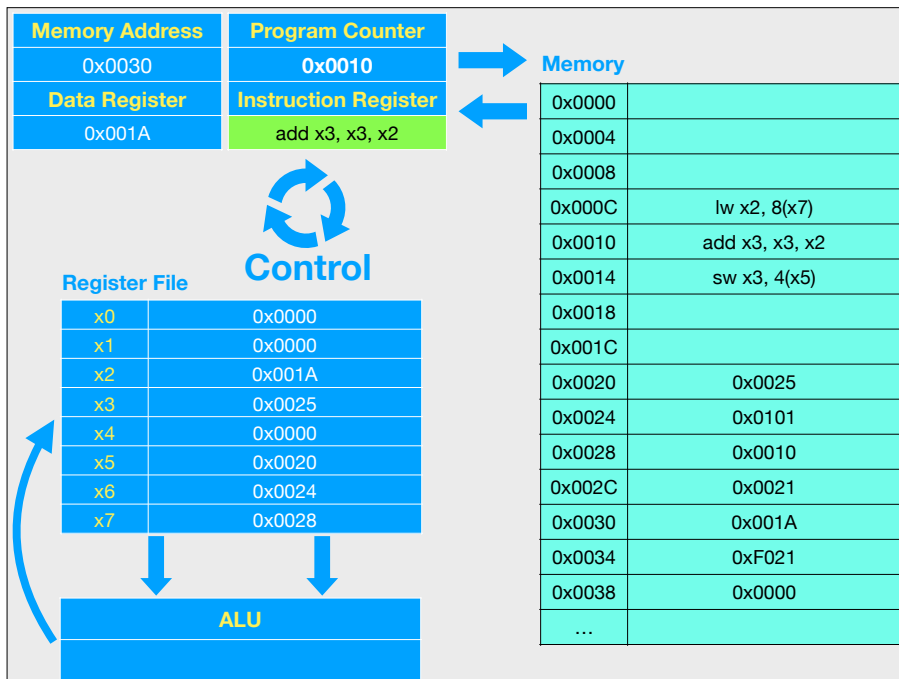 Memory Address Program Counter
0x0030 0x0010
Data Register Instruction Register
0x001A add x3, x3, x2
Control
Register File
x0 0x0000
x1 0x0000
x2 0x001A
x3 0x0025
x4 0x0000
x5 0x0020
x6 0x0024
x7 0x0028
ALU
Memory
0x0000
0x0004
0x0008
0x000C lw x2, 8(x7)
0x0010 add x3, x3, x2
0x0014 sw x3, 4(x5)
0x0018
0x001C
0x0020 0x0025
0x0024 0x0101
0x0028 0x0010
0x002C 0x0021
0x0030 0x001A
0x0034 0xF021
0x0038 0x0000
…